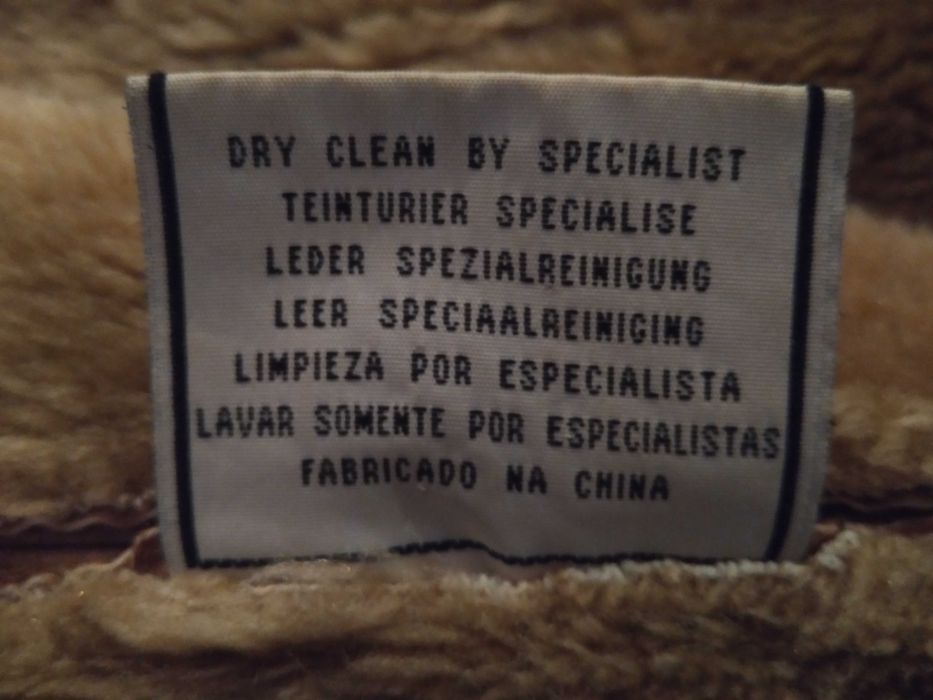 DRY CLEAN BY SPECIALIST
TEINTURIER SPECIALISE
LEDER SPEZIALREINIGUNG
LEER SPECIAALREINIGING
LIMPIEZA POR ESPECIALISTA
LAVAR SOMENTE POR ESPECIALISTAS
FABRICADO NA CHINA